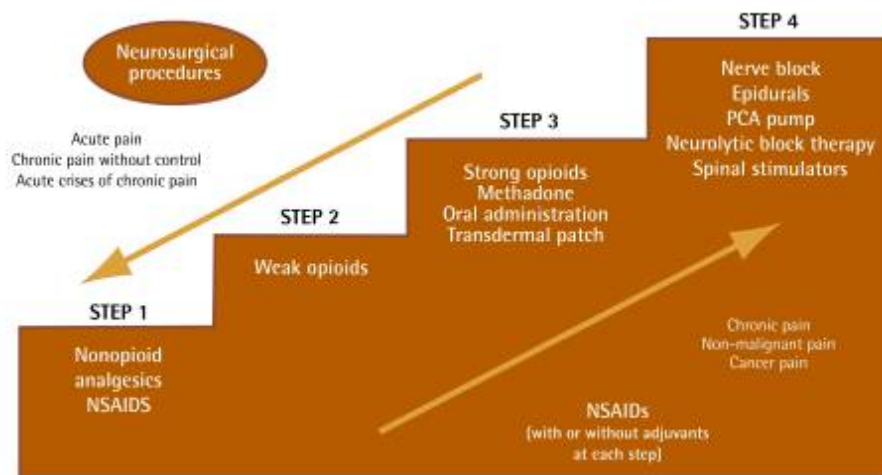 Neurosurgical
procedures
Acute pain
Chronic pain without control
Acute crises of chronic pain
STEP 1
Nonopioid
analgesics
NSAIDS
STEP 2
Weak opioids
STEP 3
Strong opioids
Methadone
Oral administration
Transdermal patch
STEP 4
Nerve block
Epidurals
PCA pump
Neurolytic block therapy
Spinal stimulators
Chronic pain
Non-malignant pain
Cancer pain
NSAIDs
(with or without adjuvants
at each step)